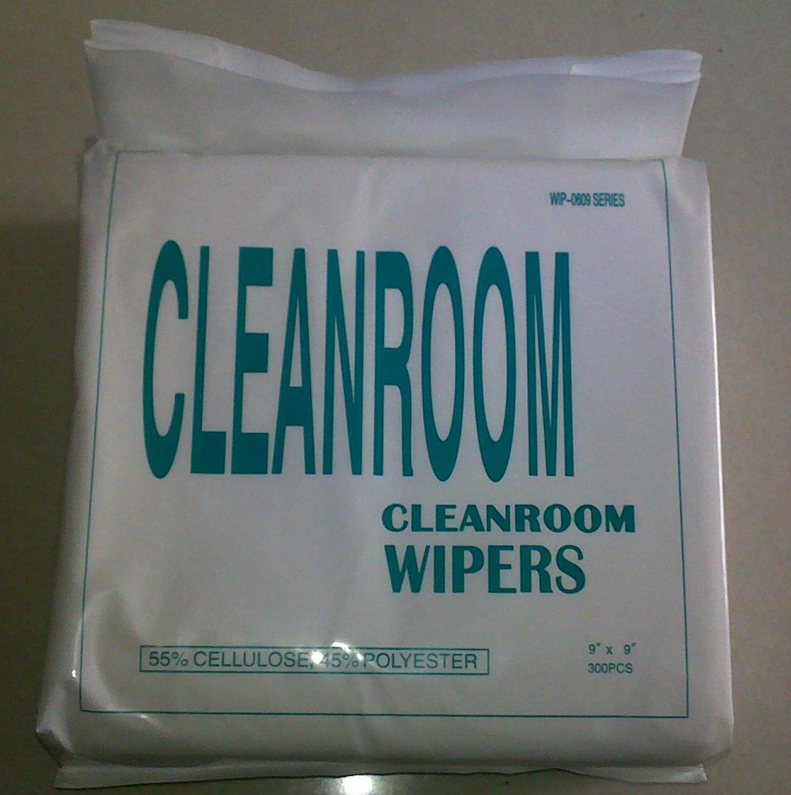 WIP-0609 SERIES
CLEANROOM
CLEANROOM
WIPERS
55% CELLULOSE, 45% POLYESTER
9" x 9"
300PCS